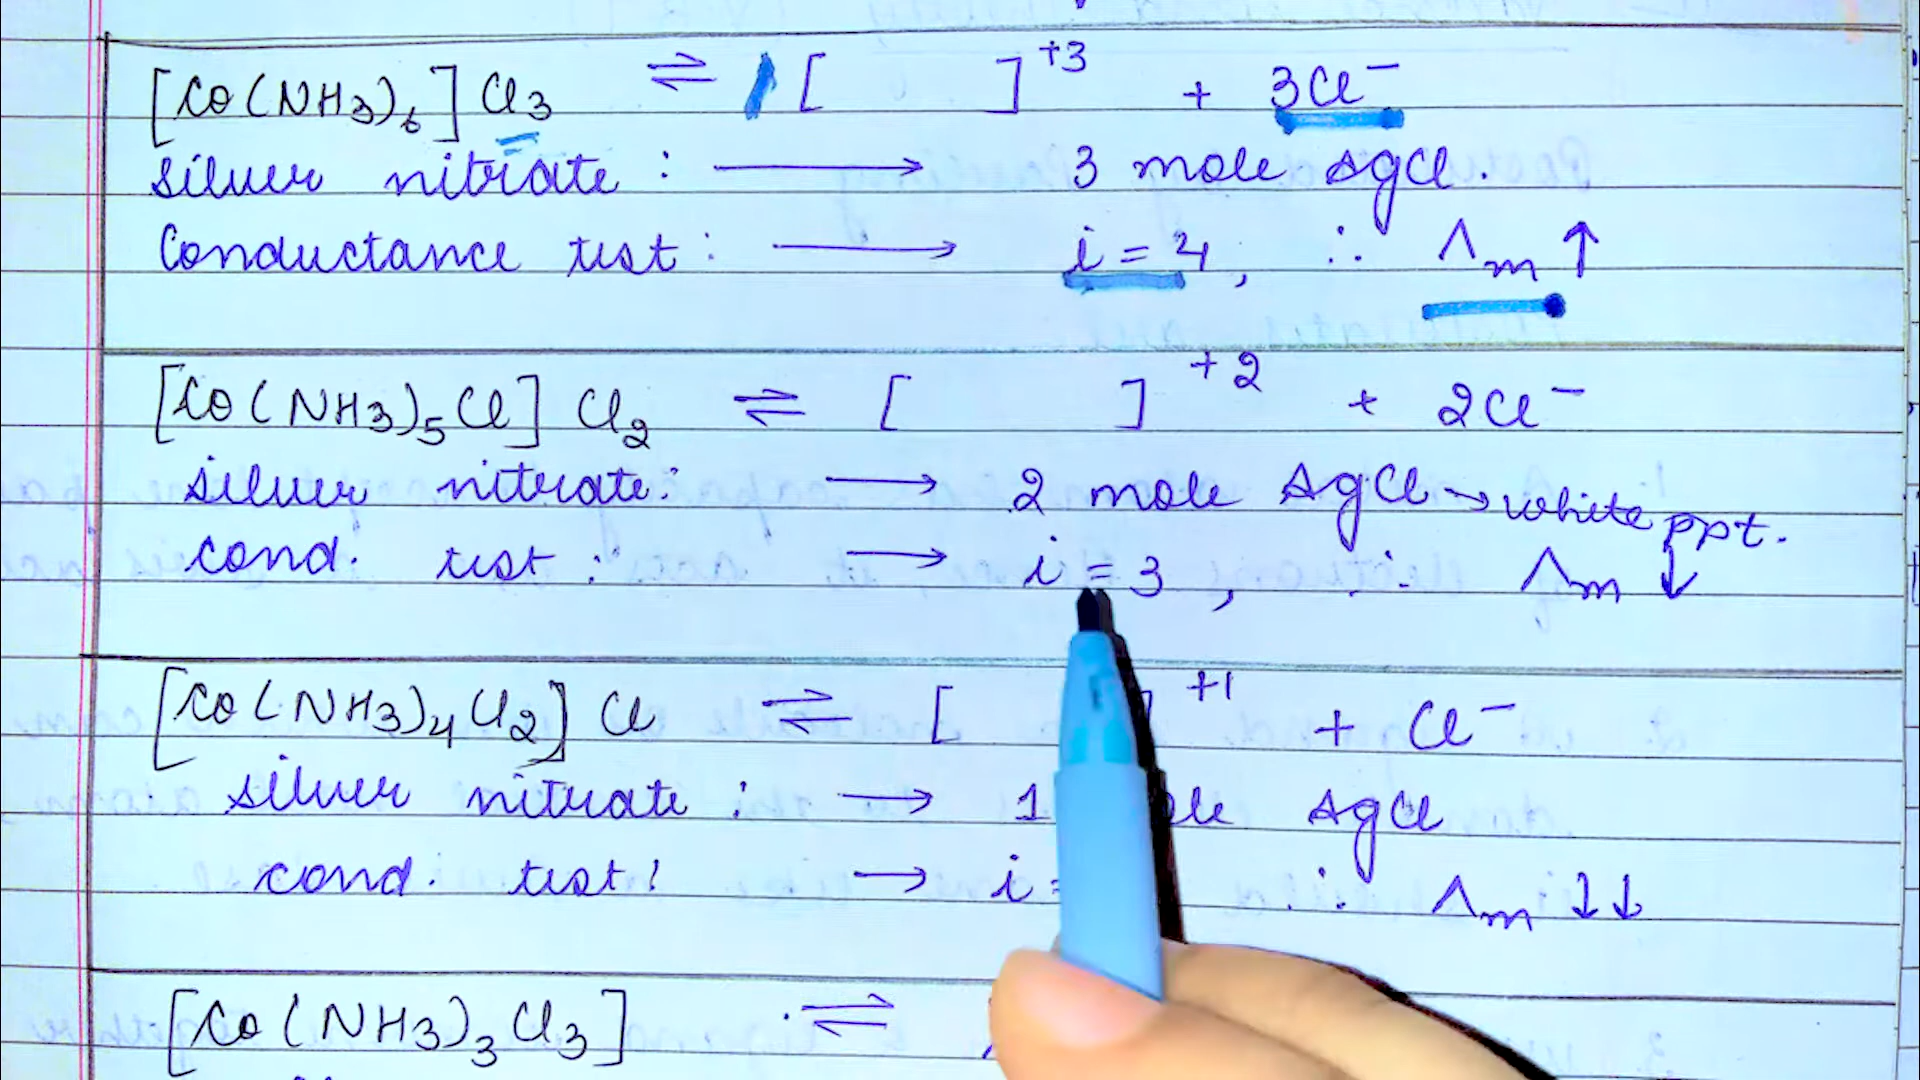 [Co(NH3)6] Cl3 ⇌ [ ]+3 + 3Cl−
silver nitrate : ⟶ 3 mole AgCl.
Conductance test : ⟶ i = 4, ∴ Λm ↑
[Co(NH3)5Cl] Cl2 ⇌ [ ]+2 + 2Cl−
silver nitrate: ⟶ 2 mole AgCl → white ppt.
cond. test : ⟶ i = 3, ∴ Λm ↓
[Co(NH3)4Cl2] Cl ⇌ [ ]+1 + Cl−
silver nitrate : → 1 AgCl
cond. test : → i = ∴ Λm ↓↓
[Co(NH3)3Cl3] ⇌